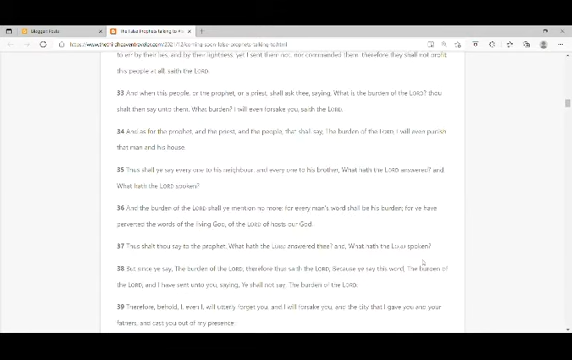 Blogger: Posts
The Fake Prophets Talking to
to err by their lies, and by their lightness; yet I sent them not, nor commanded them: therefore they shall not profit
this people at all, saith the LORD.
33 And when this people, or the prophet, or a priest, shall ask thee, saying, What is the burden of the LORD? thou
shalt then say unto them, What burden? I will even forsake you, saith the LORD.
34 And as for the prophet, and the priest, and the people, that shall say, The burden of the LORD, I will even punish
that man and his house.
35 Thus shall ye say every one to his neighbour, and every one to his brother, What hath the LORD answered? and,
What hath the LORD spoken?
36 And the burden of the LORD shall ye mention no more: for every man's word shall be his burden; for ye have
perverted the words of the living God, of the LORD of hosts our God.
37 Thus shalt thou say to the prophet, What hath the LORD answered thee? and, What hath the LORD spoken?
38 But since ye say, The burden of the LORD; therefore thus saith the LORD; Because ye say this word, The burden of
the LORD, and I have sent unto you, saying, Ye shall not say, The burden of the LORD;
39 Therefore, behold, I, even I, will utterly forget you, and I will forsake you, and the city that I gave you and your
fathers, and cast you out of my presence